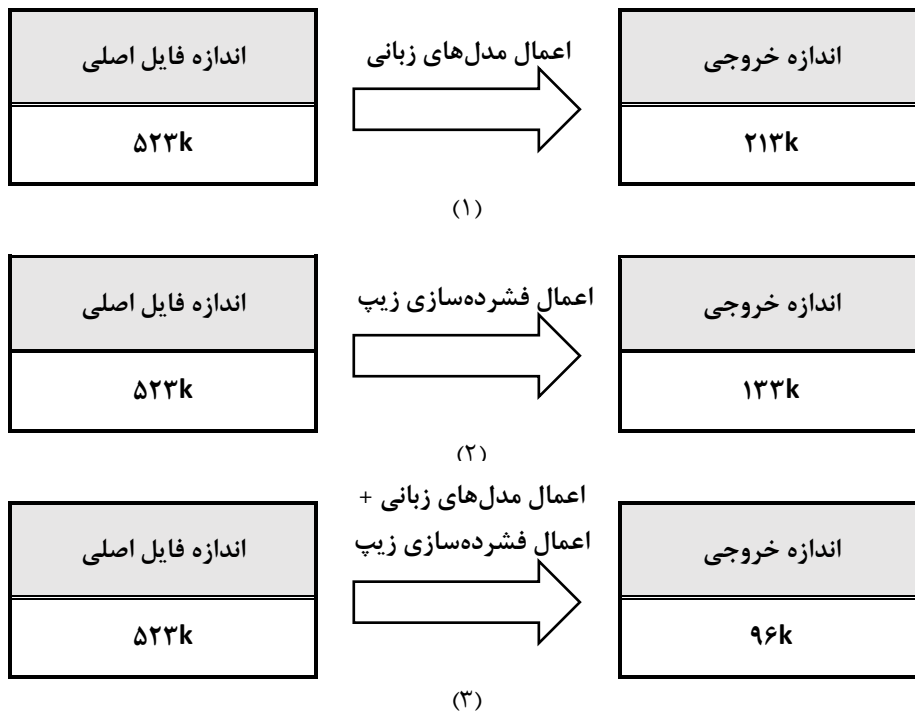 اندازه فایل اصلی
اعمال مدل‌های زبانی
اندازه خروجی
۵۲۳k
۲۱۳k
(۱)
اندازه فایل اصلی
اعمال فشرده‌سازی زیپ
اندازه خروجی
۵۲۳k
۱۳۳k
(۲)
اعمال مدل‌های زبانی +
اعمال فشرده‌سازی زیپ
اندازه فایل اصلی
اندازه خروجی
۵۲۳k
۹۶k
(۳)